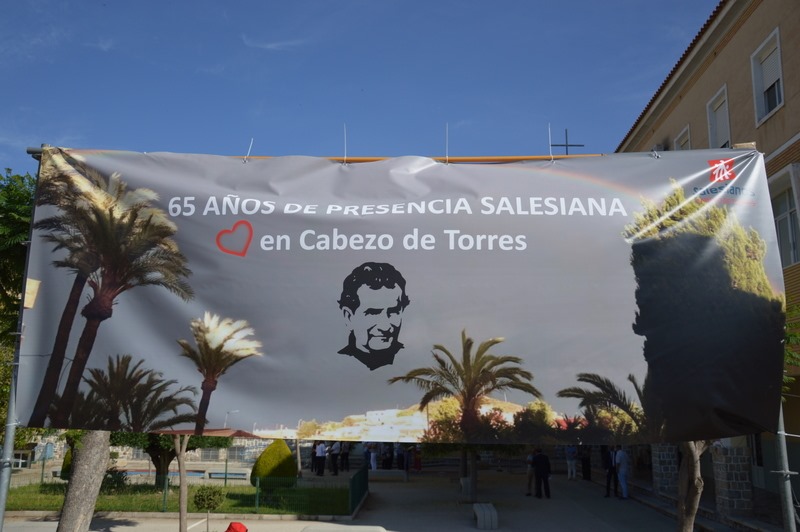 65 AÑOS DE PRESENCIA SALESIANA
en Cabezo de Torres
salesianos